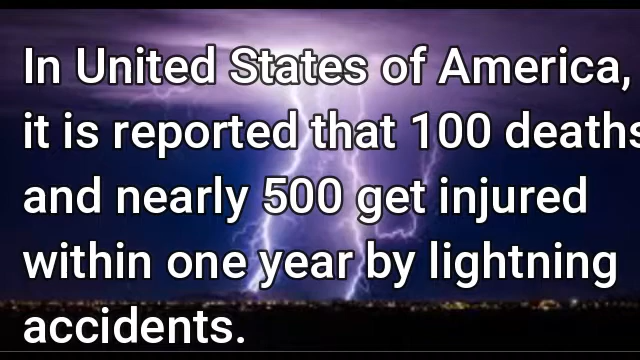 In United States of America,
it is reported that 100 deaths
and nearly 500 get injured
within one year by lightning
accidents.